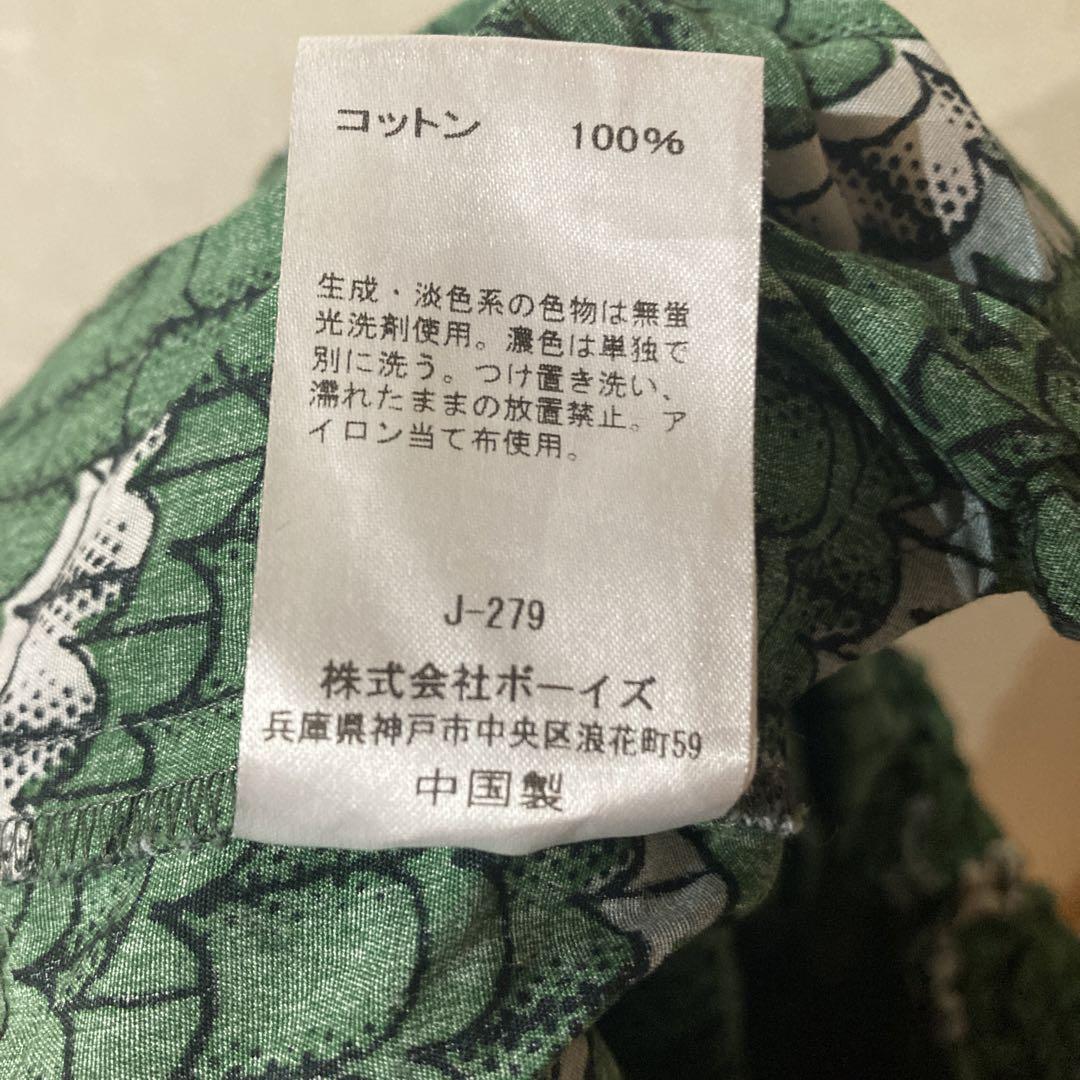 コットン 100%
生成・淡色系の色物は無蛍
光洗剤使用。濃色は単独で
別に洗う。つけ置き洗い、
濡れたままの放置禁止。ア
イロン当て布使用。
J-279
株式会社ボーイズ
兵庫県神戸市中央区浪花町59
中国製